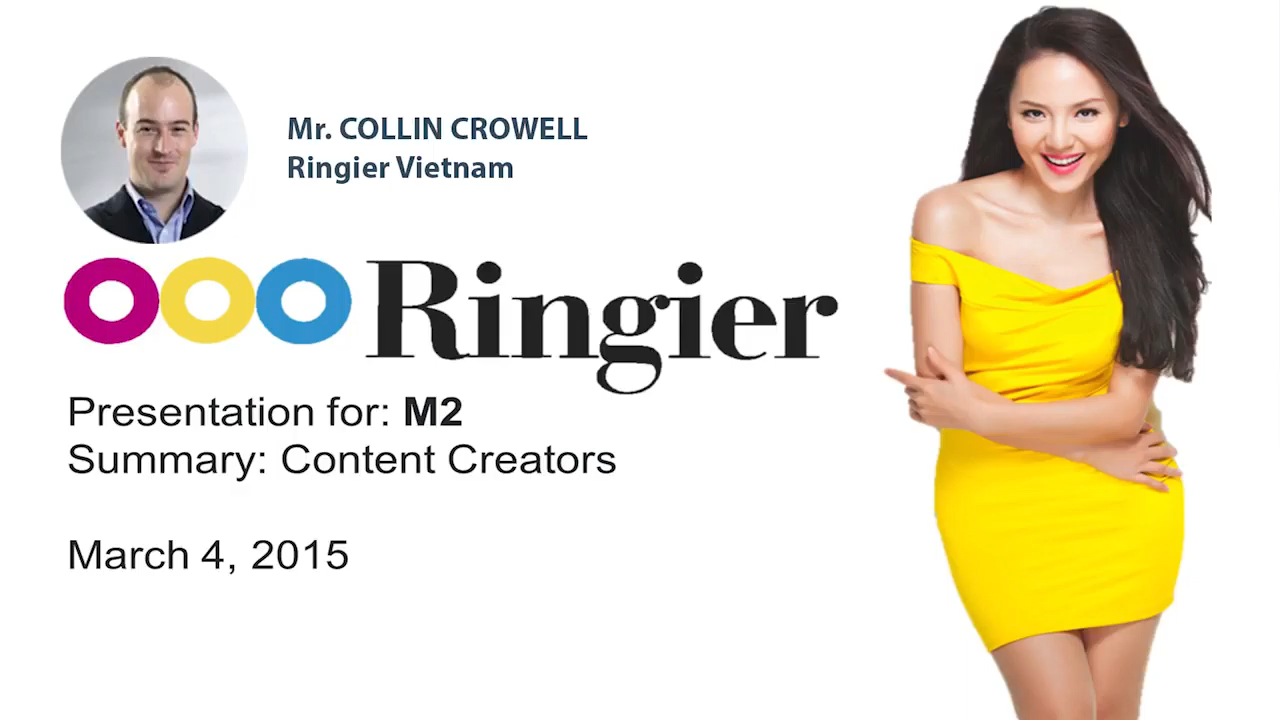 Mr. COLLIN CROWELL
Ringier Vietnam
Ringier
Presentation for: M2
Summary: Content Creators
March 4, 2015